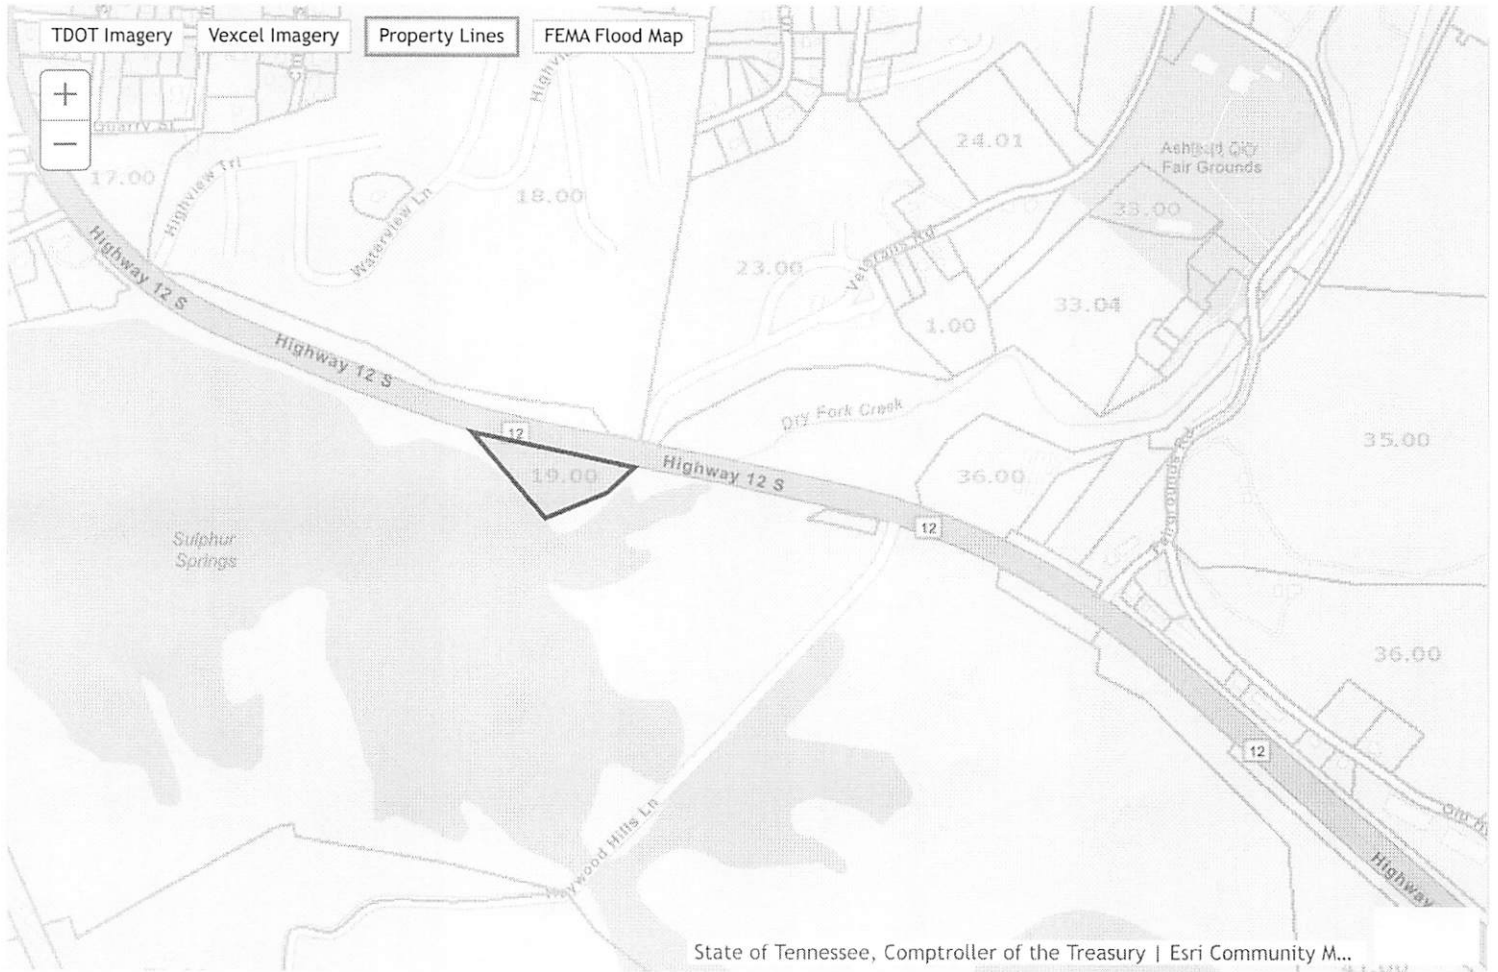 TDOT Imagery
Vexcel Imagery
Property Lines
FEMA Flood Map
+
−
Quarry St
17.00
Highview Trl
Waterview Ln
18.00
24.01
Fair Grounds
33.00
Highway 12 S
23.00
Veterans Rd
33.04
1.00
Highway 12 S
12
Dry Fork Creek
35.00
19.00
Highway 12 S
36.00
12
Sulphur
Springs
36.00
12
Haywood Hills Ln
Highway
State of Tennessee, Comptroller of the Treasury | Esri Community M...